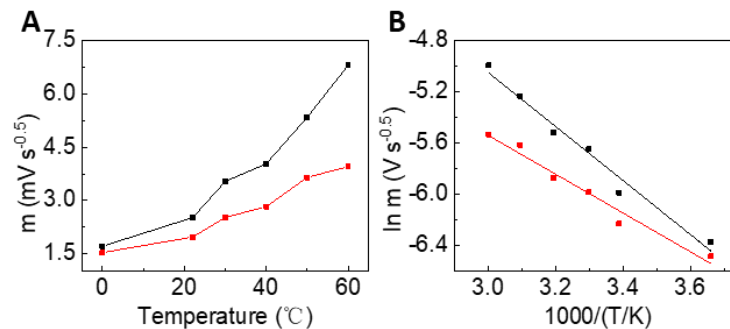 A
7.5
6.0
4.5
3.0
1.5
m (mV s-0.5)
0 20 40 60
Temperature (℃)
B
-4.8
-5.2
-5.6
-6.0
-6.4
ln m (V s-0.5)
3.0 3.2 3.4 3.6
1000/(T/K)